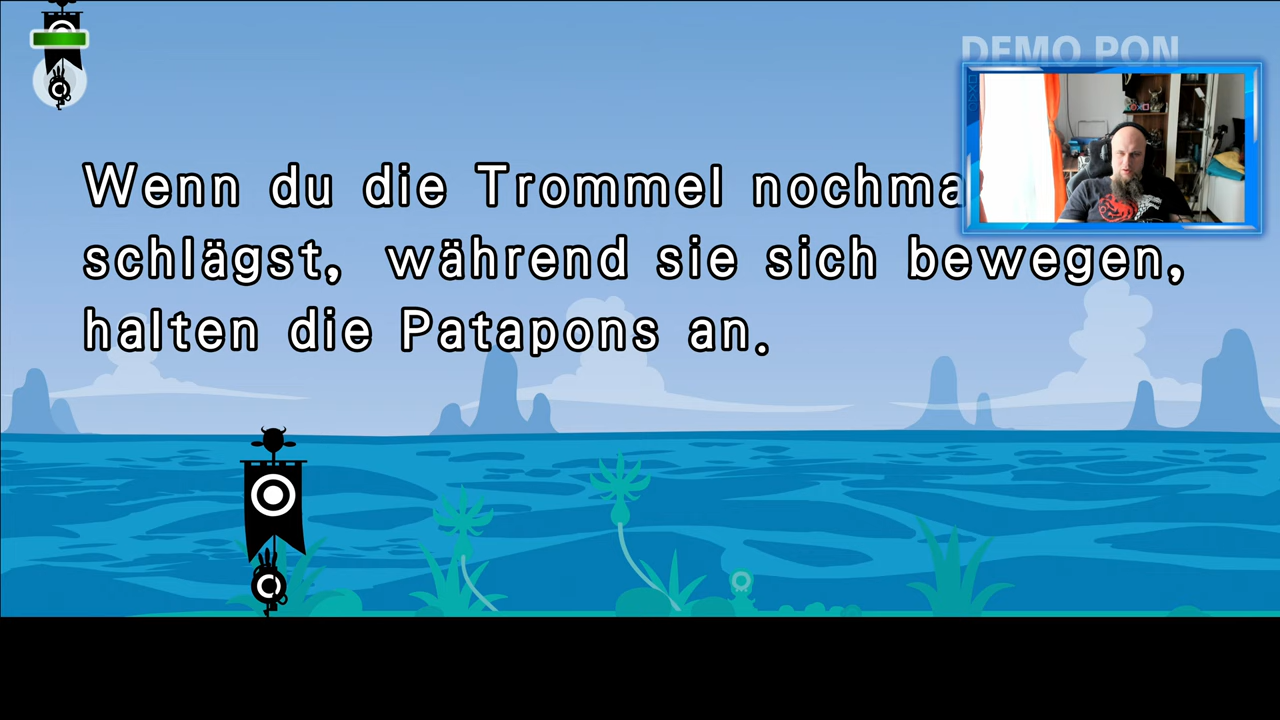 DEMO PON
Wenn du die Trommel nochma
schlägst, während sie sich bewegen,
halten die Patapons an.